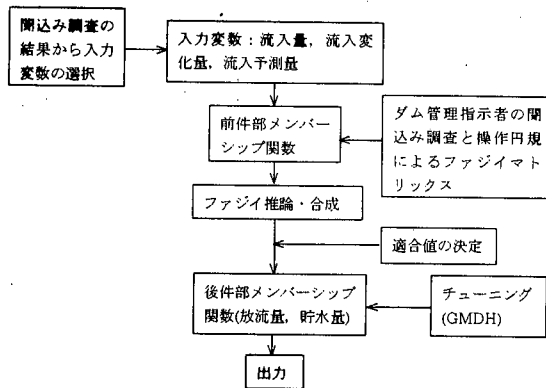 聞込み調査の
結果から入力
変数の選択
入力変数：流入量，流入変
化量，流入予測量
前件部メンバー
シップ関数
ダム管理指示者の聞
込み調査と操作円規
によるファジイマト
リックス
ファジイ推論・合成
適合値の決定
後件部メンバーシップ
関数(放流量，貯水量)
チューニング
(GMDH)
出力